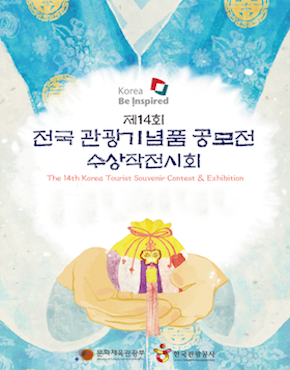 Korea
Be Inspired
제14회
전국 관광기념품 공모전
수상작전시회
The 14th Korea Tourist Souvenir Contest & Exhibition
문화체육관광부 한국관광공사